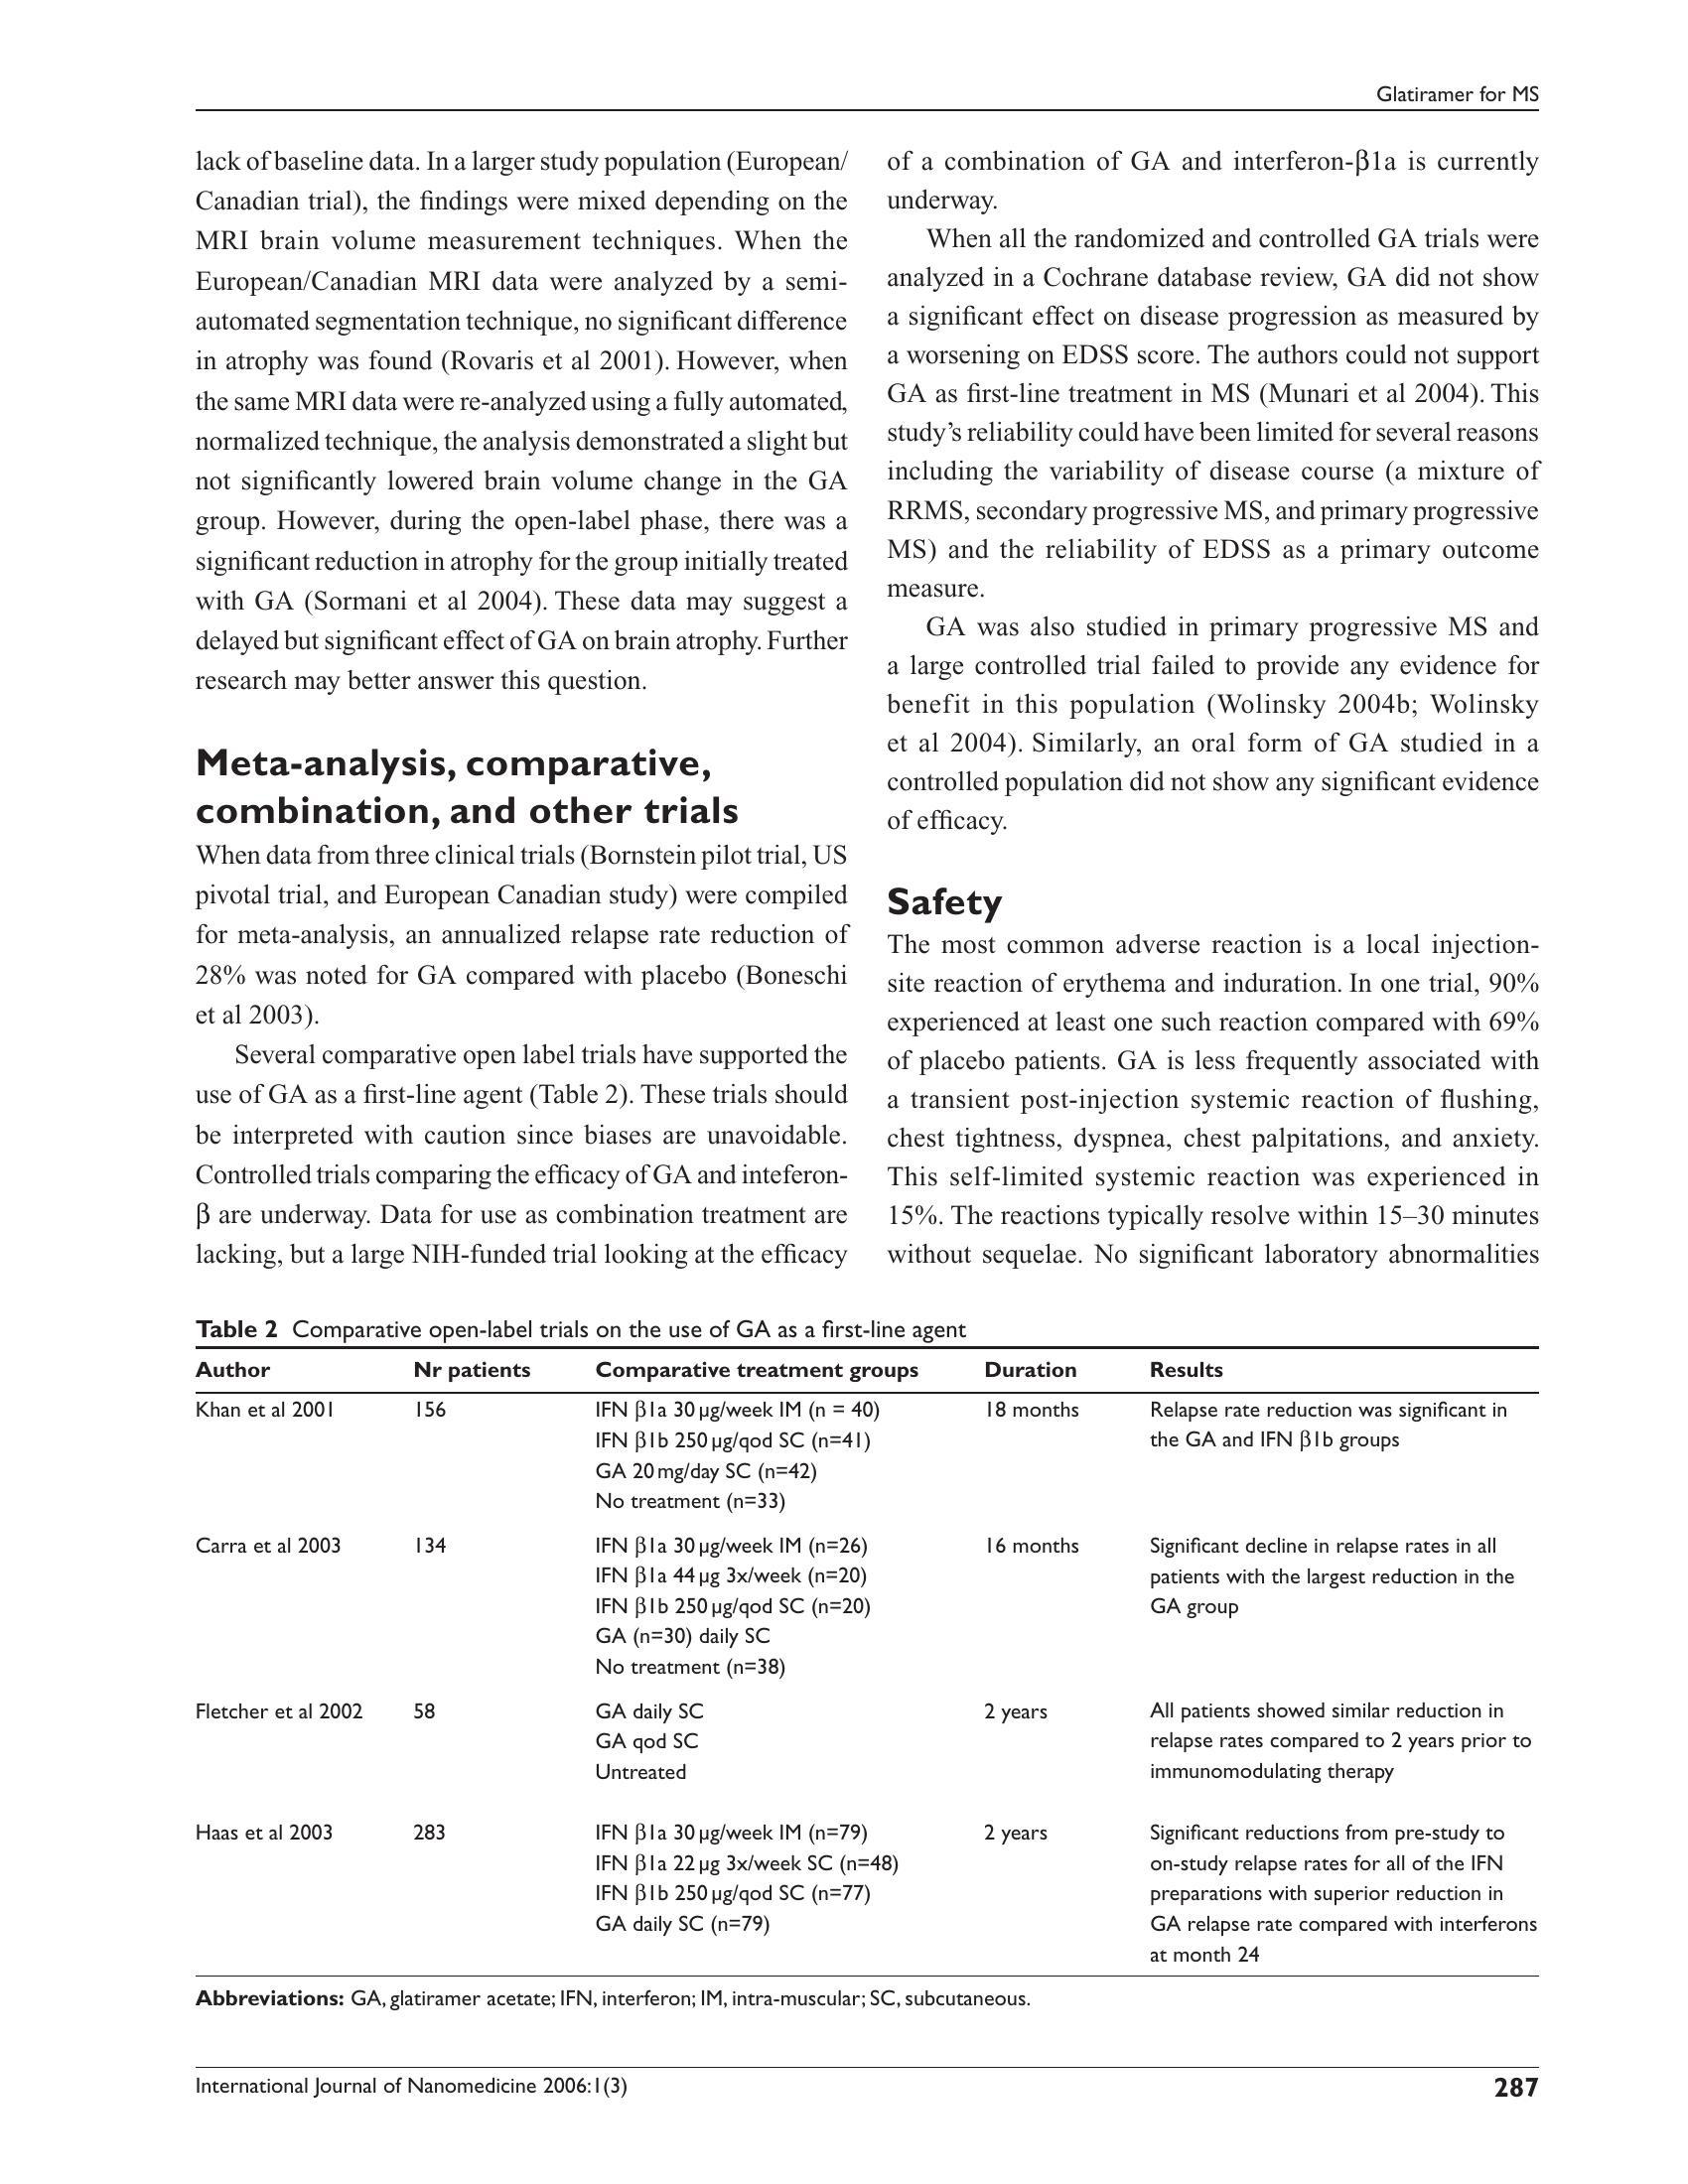 Glatiramer for MS
lack of baseline data. In a larger study population (European/
Canadian trial), the findings were mixed depending on the
MRI brain volume measurement techniques. When the
European/Canadian MRI data were analyzed by a semi-
automated segmentation technique, no significant difference
in atrophy was found (Rovaris et al 2001). However, when
the same MRI data were re-analyzed using a fully automated,
normalized technique, the analysis demonstrated a slight but
not significantly lowered brain volume change in the GA
group. However, during the open-label phase, there was a
significant reduction in atrophy for the group initially treated
with GA (Sormani et al 2004). These data may suggest a
delayed but significant effect of GA on brain atrophy. Further
research may better answer this question.
Meta-analysis, comparative,
combination, and other trials
When data from three clinical trials (Bornstein pilot trial, US
pivotal trial, and European Canadian study) were compiled
for meta-analysis, an annualized relapse rate reduction of
28% was noted for GA compared with placebo (Boneschi
et al 2003).
Several comparative open label trials have supported the
use of GA as a first-line agent (Table 2). These trials should
be interpreted with caution since biases are unavoidable.
Controlled trials comparing the efficacy of GA and inteferon-
β are underway. Data for use as combination treatment are
lacking, but a large NIH-funded trial looking at the efficacy
of a combination of GA and interferon-β1a is currently
underway.
When all the randomized and controlled GA trials were
analyzed in a Cochrane database review, GA did not show
a significant effect on disease progression as measured by
a worsening on EDSS score. The authors could not support
GA as first-line treatment in MS (Munari et al 2004). This
study's reliability could have been limited for several reasons
including the variability of disease course (a mixture of
RRMS, secondary progressive MS, and primary progressive
MS) and the reliability of EDSS as a primary outcome
measure.
GA was also studied in primary progressive MS and
a large controlled trial failed to provide any evidence for
benefit in this population (Wolinsky 2004b; Wolinsky
et al 2004). Similarly, an oral form of GA studied in a
controlled population did not show any significant evidence
of efficacy.
Safety
The most common adverse reaction is a local injection-
site reaction of erythema and induration. In one trial, 90%
experienced at least one such reaction compared with 69%
of placebo patients. GA is less frequently associated with
a transient post-injection systemic reaction of flushing,
chest tightness, dyspnea, chest palpitations, and anxiety.
This self-limited systemic reaction was experienced in
15%. The reactions typically resolve within 15–30 minutes
without sequelae. No significant laboratory abnormalities
Table 2 Comparative open-label trials on the use of GA as a first-line agent
Author Nr patients Comparative treatment groups Duration Results
Khan et al 2001 156 IFN β1a 30 µg/week IM (n = 40) 18 months Relapse rate reduction was significant in
IFN β1b 250 µg/qod SC (n=41) the GA and IFN β1b groups
GA 20 mg/day SC (n=42)
No treatment (n=33)
Carra et al 2003 134 IFN β1a 30 µg/week IM (n=26) 16 months Significant decline in relapse rates in all
IFN β1a 44 µg 3x/week (n=20) patients with the largest reduction in the
IFN β1b 250 µg/qod SC (n=20) GA group
GA (n=30) daily SC
No treatment (n=38)
Fletcher et al 2002 58 GA daily SC 2 years All patients showed similar reduction in
GA qod SC relapse rates compared to 2 years prior to
Untreated immunomodulating therapy
Haas et al 2003 283 IFN β1a 30 µg/week IM (n=79) 2 years Significant reductions from pre-study to
IFN β1a 22 µg 3x/week SC (n=48) on-study relapse rates for all of the IFN
IFN β1b 250 µg/qod SC (n=77) preparations with superior reduction in
GA daily SC (n=79) GA relapse rate compared with interferons
at month 24
Abbreviations: GA, glatiramer acetate; IFN, interferon; IM, intra-muscular; SC, subcutaneous.
International Journal of Nanomedicine 2006:1(3)
287